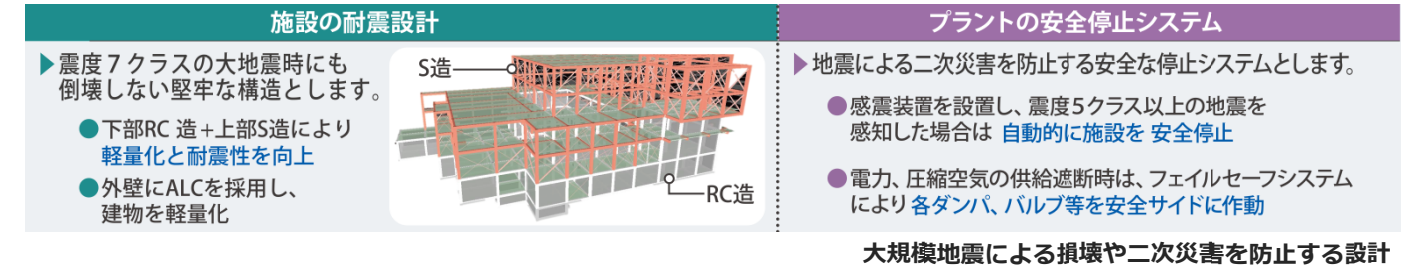 施設の耐震設計
▶震度７クラスの大地震時にも
倒壊しない堅牢な構造とします。
●下部RC 造+上部S造により
軽量化と耐震性を向上
●外壁にALCを採用し、
建物を軽量化
S造
RC造
プラントの安全停止システム
▶地震による二次災害を防止する安全な停止システムとします。
●感震装置を設置し、震度5クラス以上の地震を
感知した場合は 自動的に施設を 安全停止
●電力、圧縮空気の供給遮断時は、フェイルセーフシステム
により各ダンパ、バルブ等を安全サイドに作動
大規模地震による損壊や二次災害を防止する設計